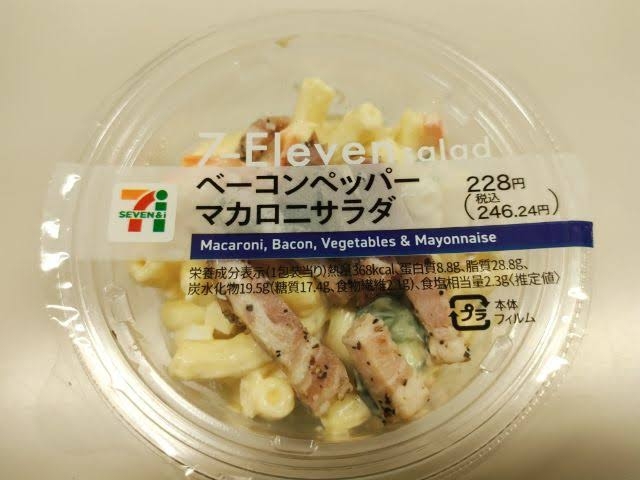 7-Eleven salad
SEVEN&i
ベーコンペッパー
マカロニサラダ
228円
(税込
246.24円)
Macaroni, Bacon, Vegetables & Mayonnaise
栄養成分表示(1包装当り)熱量368kcal、蛋白質8.8g、脂質28.8g、
炭水化物19.5g(糖質17.4g、食物繊維2.1g)、食塩相当量2.3g〈推定値〉
プラ
本体
フィルム